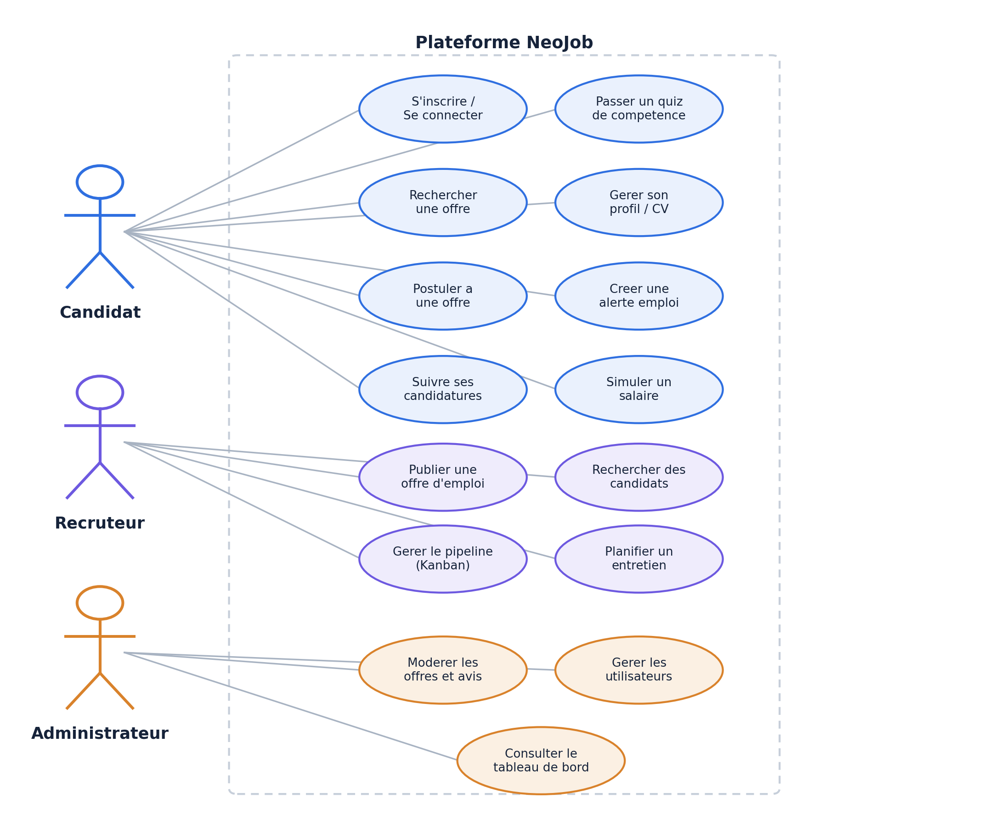 Plateforme NeoJob
S'inscrire /
Se connecter
Passer un quiz
de competence
Rechercher
une offre
Gerer son
profil / CV
Postuler a
une offre
Creer une
alerte emploi
Candidat
Suivre ses
candidatures
Simuler un
salaire
Publier une
offre d'emploi
Rechercher des
candidats
Recruteur
Gerer le pipeline
(Kanban)
Planifier un
entretien
Moderer les
offres et avis
Gerer les
utilisateurs
Administrateur
Consulter le
tableau de bord